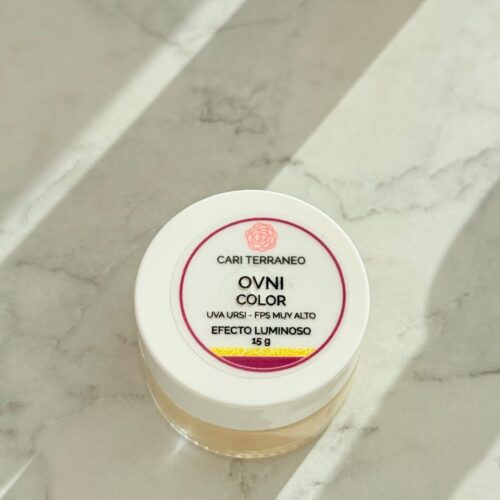 CARI TERRANEO
OVNI
COLOR
UVA URSI - FPS MUY ALTO
EFECTO LUMINOSO
15 g